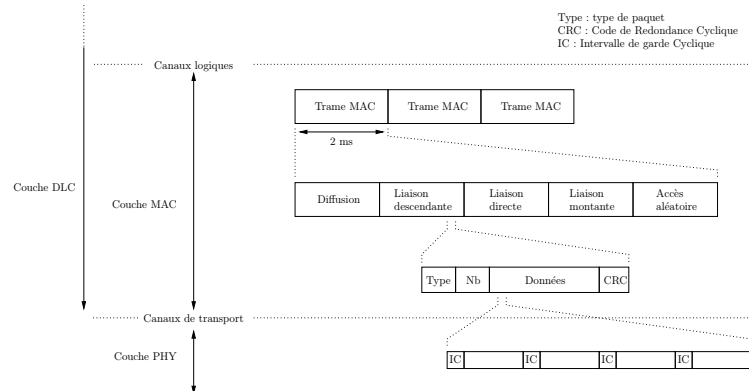 Type : type de paquet
CRC : Code de Redondance Cyclique
IC : Intervalle de garde Cyclique
Canaux logiques
Trame MAC Trame MAC Trame MAC
2 ms
Couche DLC
Couche MAC
Diffusion
Liaison descendante
Liaison directe
Liaison montante
Accès aléatoire
Type Nb Données CRC
Canaux de transport
Couche PHY
IC IC IC IC